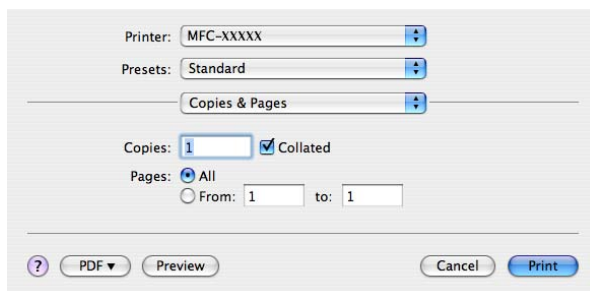 Printer: MFC-XXXXX
Presets: Standard
Copies & Pages
Copies: 1 Collated
Pages: All
From: 1 to: 1
? PDF ▼ Preview Cancel Print